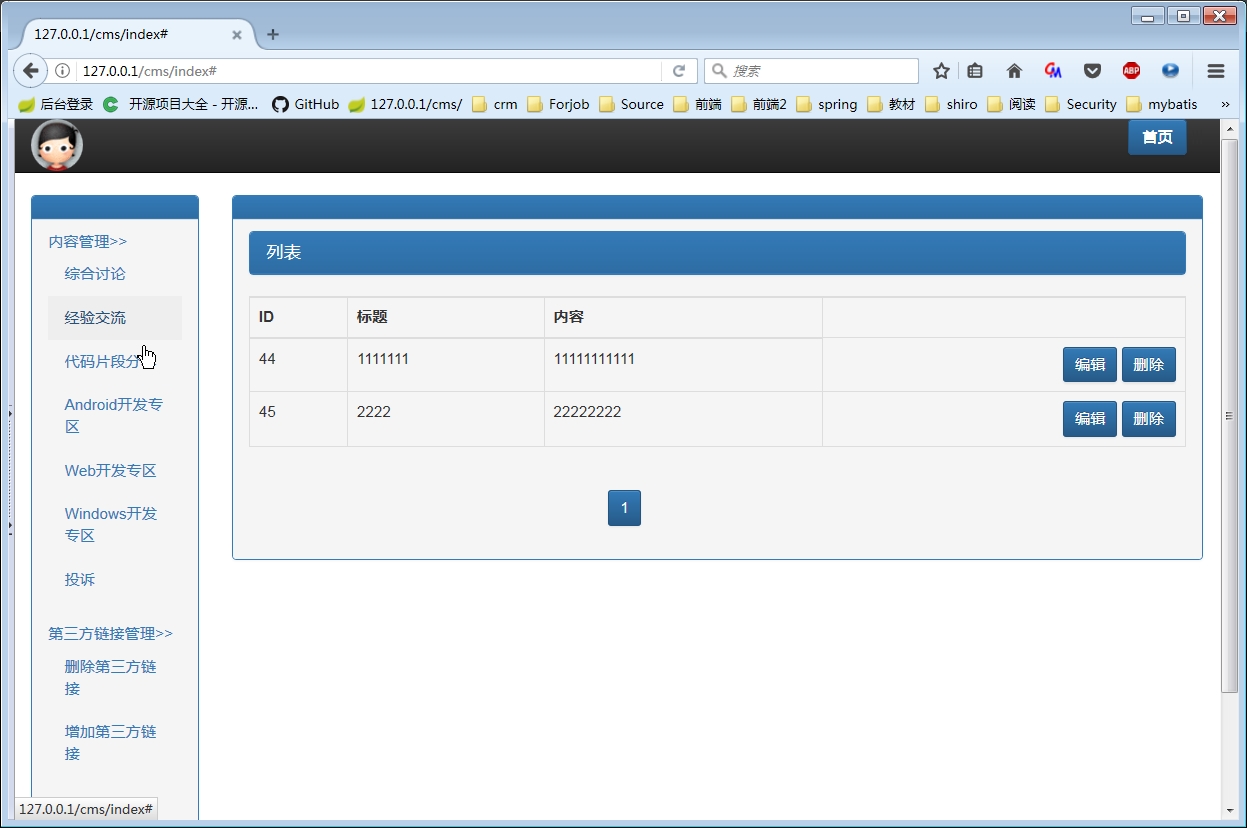 127.0.0.1/cms/index#
127.0.0.1/cms/index#
搜索
ABP
后台登录 开源项目大全 - 开源... GitHub 127.0.0.1/cms/ crm Forjob Source 前端 前端2 spring 教材 shiro 阅读 Security mybatis »
首页
内容管理>>
综合讨论
经验交流
代码片段分
Android开发专
区
Web开发专区
Windows开发
专区
投诉
第三方链接管理>>
删除第三方链
接
增加第三方链
接
列表
ID 标题 内容
44 1111111 11111111111 编辑 删除
45 2222 22222222 编辑 删除
1
127.0.0.1/cms/index#